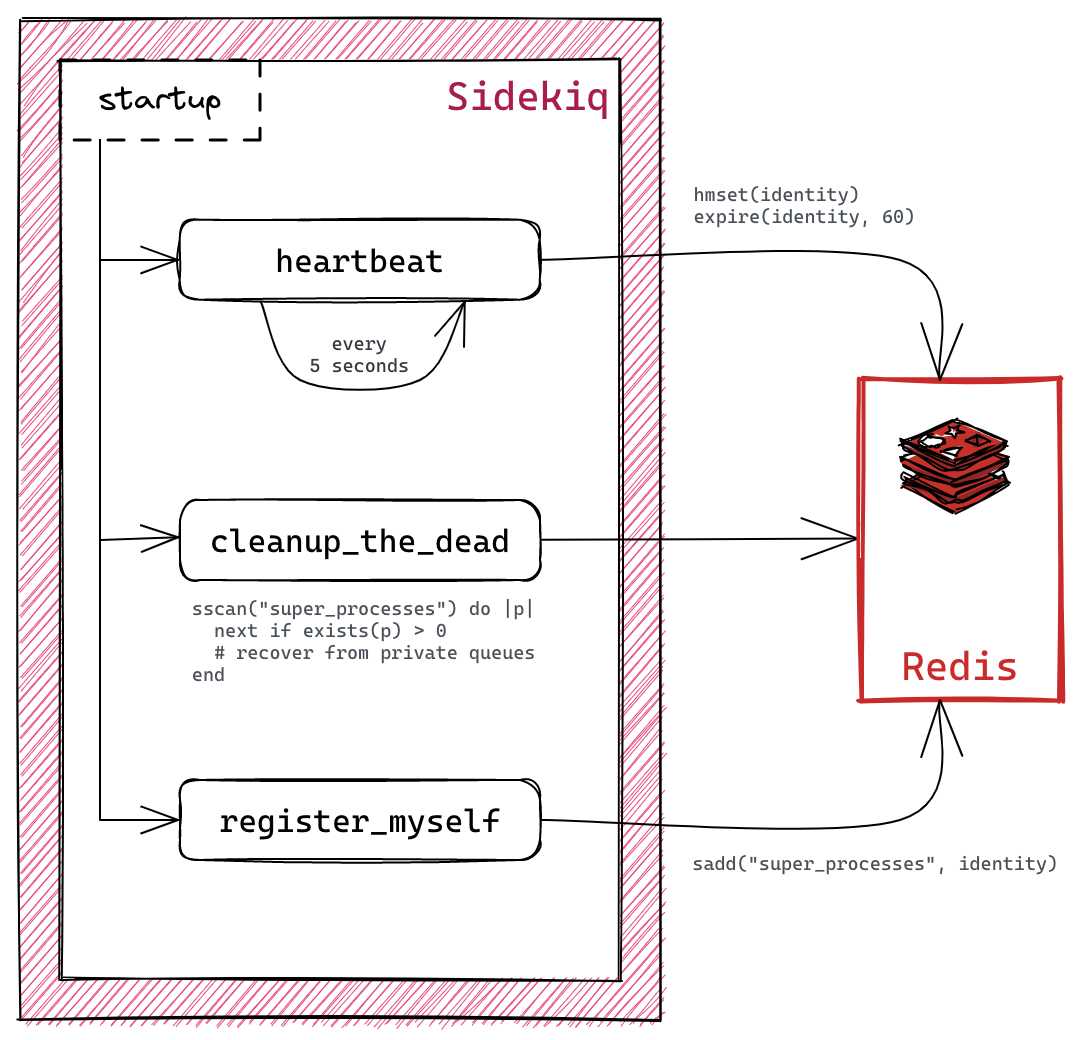 startup
Sidekiq
hmset(identity)
expire(identity, 60)
heartbeat
every
5 seconds
cleanup_the_dead
sscan("super_processes") do |p|
  next if exists(p) > 0
  # recover from private queues
end
Redis
register_myself
sadd("super_processes", identity)